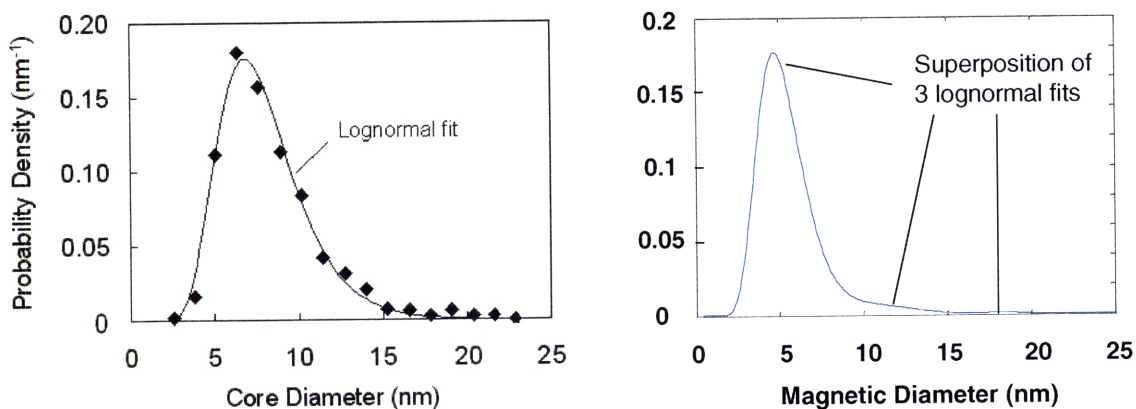 Probability Density (nm⁻¹)
0.20
0.15
0.10
0.05
0
Lognormal fit
0 5 10 15 20 25
Core Diameter (nm)
0.2
0.15
0.1
0.05
0
Superposition of
3 lognormal fits
0 5 10 15 20 25
Magnetic Diameter (nm)